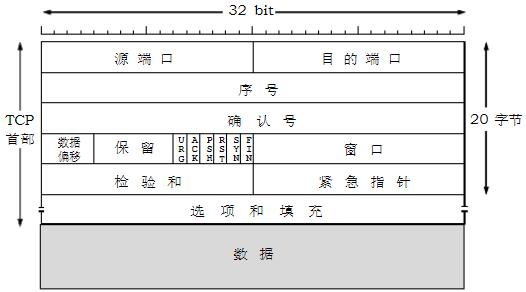 32 bit
源端口 目的端口
序号
TCP 首部
确认号
20 字节
数据偏移 保留 URG ACK PSH RST SYN FIN 窗口
检验和 紧急指针
选项和填充
数据